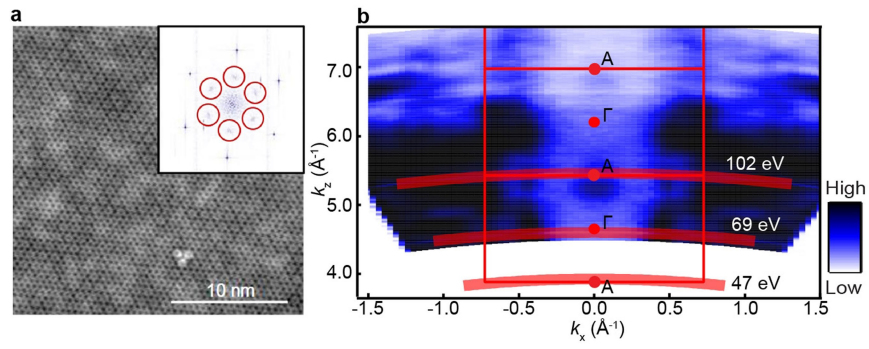 a
10 nm
b
7.0
6.0
5.0
4.0
k_z (Å⁻¹)
A
Γ
A
102 eV
Γ
69 eV
A
47 eV
-1.5 -1.0 -0.5 0.0 0.5 1.0 1.5
k_x (Å⁻¹)
High
Low